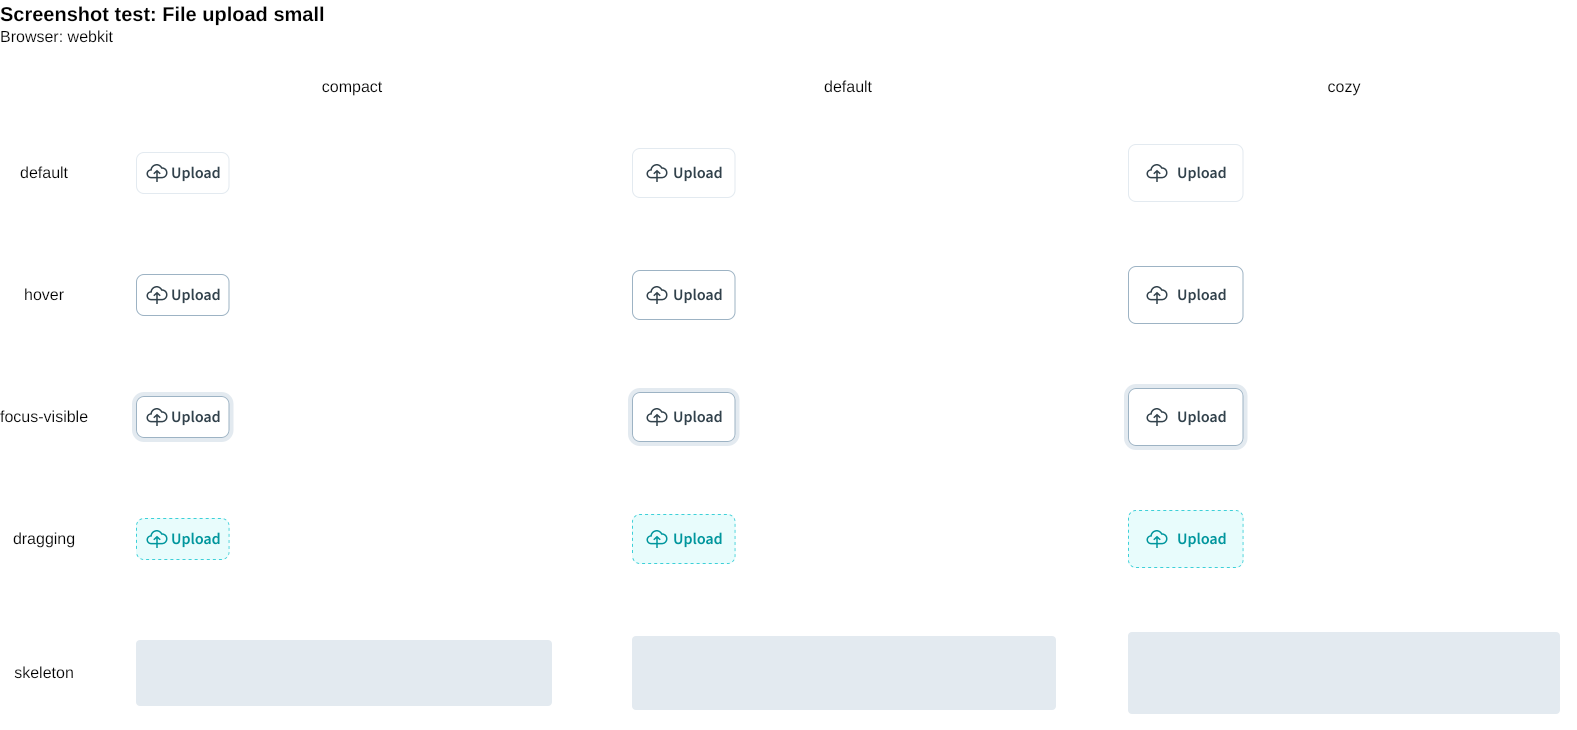 Screenshot test: File upload small
Browser: webkit
compact default cozy
default Upload Upload Upload
hover Upload Upload Upload
focus-visible Upload Upload Upload
dragging Upload Upload Upload
skeleton